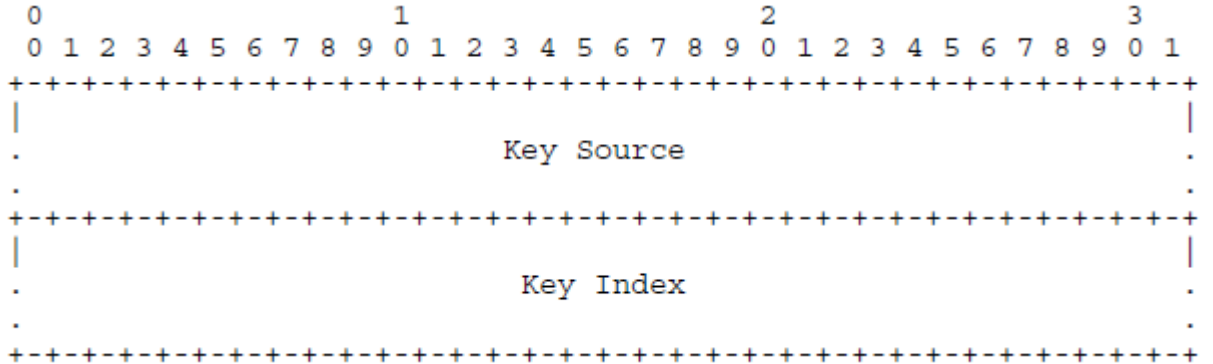 0                   1                   2                   3
 0 1 2 3 4 5 6 7 8 9 0 1 2 3 4 5 6 7 8 9 0 1 2 3 4 5 6 7 8 9 0 1
+-+-+-+-+-+-+-+-+-+-+-+-+-+-+-+-+-+-+-+-+-+-+-+-+-+-+-+-+-+-+-+-+
|                                                               |
.                          Key Source                           .
.                                                               .
+-+-+-+-+-+-+-+-+-+-+-+-+-+-+-+-+-+-+-+-+-+-+-+-+-+-+-+-+-+-+-+-+
|                                                               |
.                           Key Index                           .
.                                                               .
+-+-+-+-+-+-+-+-+-+-+-+-+-+-+-+-+-+-+-+-+-+-+-+-+-+-+-+-+-+-+-+-+